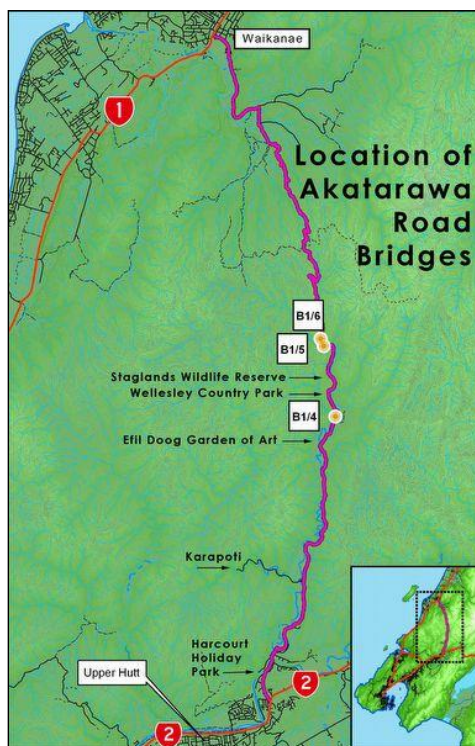 Waikanae
1
Location of
Akatarawa
Road
Bridges
B1/6
B1/5
Staglands Wildlife Reserve
Wellesley Country Park
B1/4
Efil Doog Garden of Art
Karapoti
Harcourt
Holiday
Park
Upper Hutt
2
2